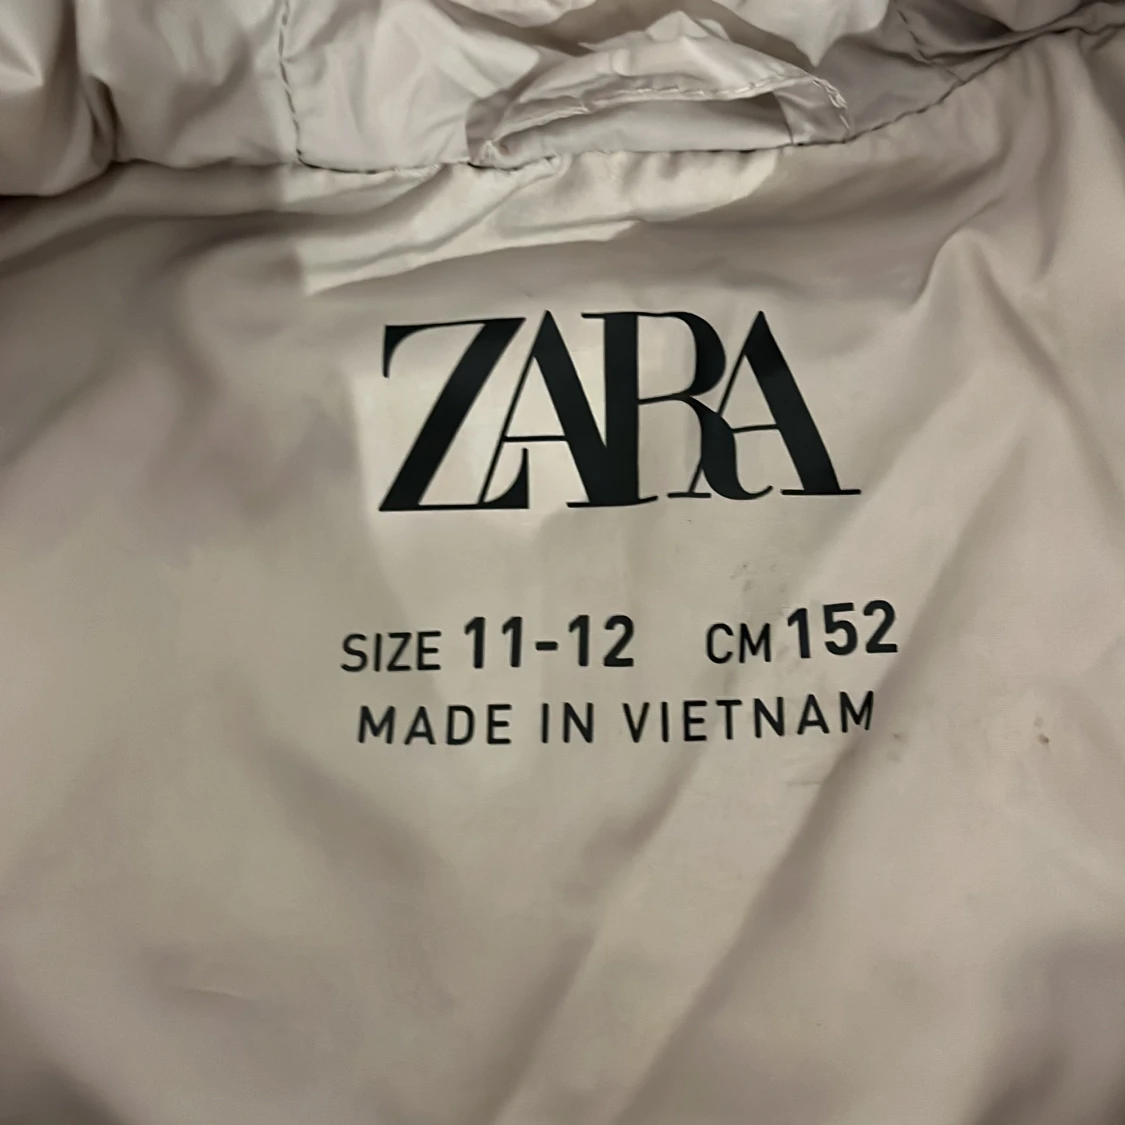 ZARA
SIZE 11-12 CM 152
MADE IN VIETNAM